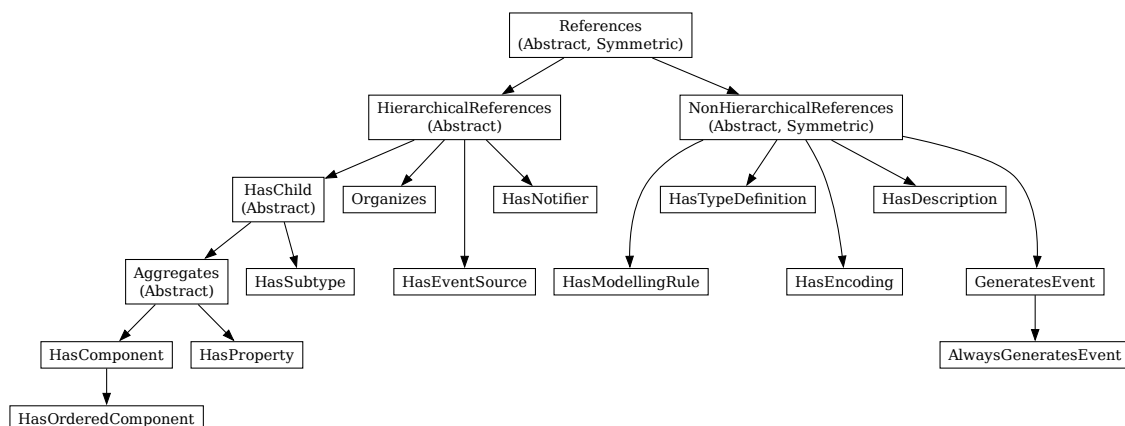 References
(Abstract, Symmetric)
HierarchicalReferences
(Abstract)
NonHierarchicalReferences
(Abstract, Symmetric)
HasChild
(Abstract)
Organizes
HasNotifier
HasTypeDefinition
HasDescription
Aggregates
(Abstract)
HasSubtype
HasEventSource
HasModellingRule
HasEncoding
GeneratesEvent
HasComponent
HasProperty
AlwaysGeneratesEvent
HasOrderedComponent